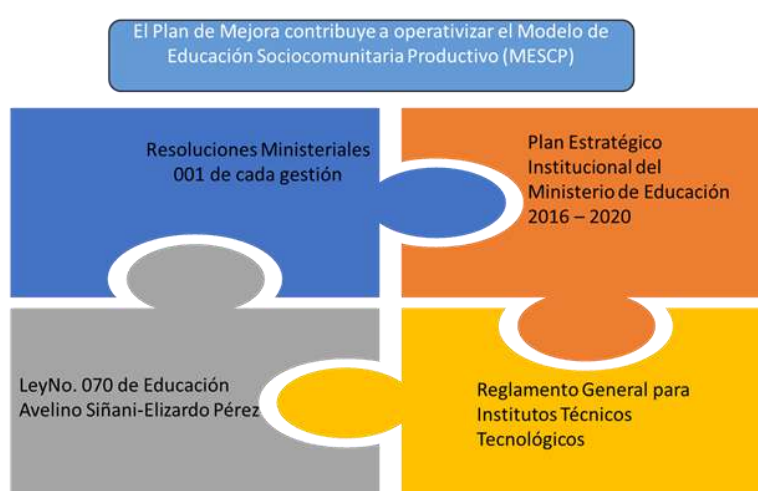 El Plan de Mejora contribuye a operativizar el Modelo de
Educación Sociocomunitaria Productivo (MESCP)
Resoluciones Ministeriales
001 de cada gestión
Plan Estratégico
Institucional del
Ministerio de Educación
2016 – 2020
LeyNo. 070 de Educación
Avelino Siñani-Elizardo Pérez
Reglamento General para
Institutos Técnicos
Tecnológicos